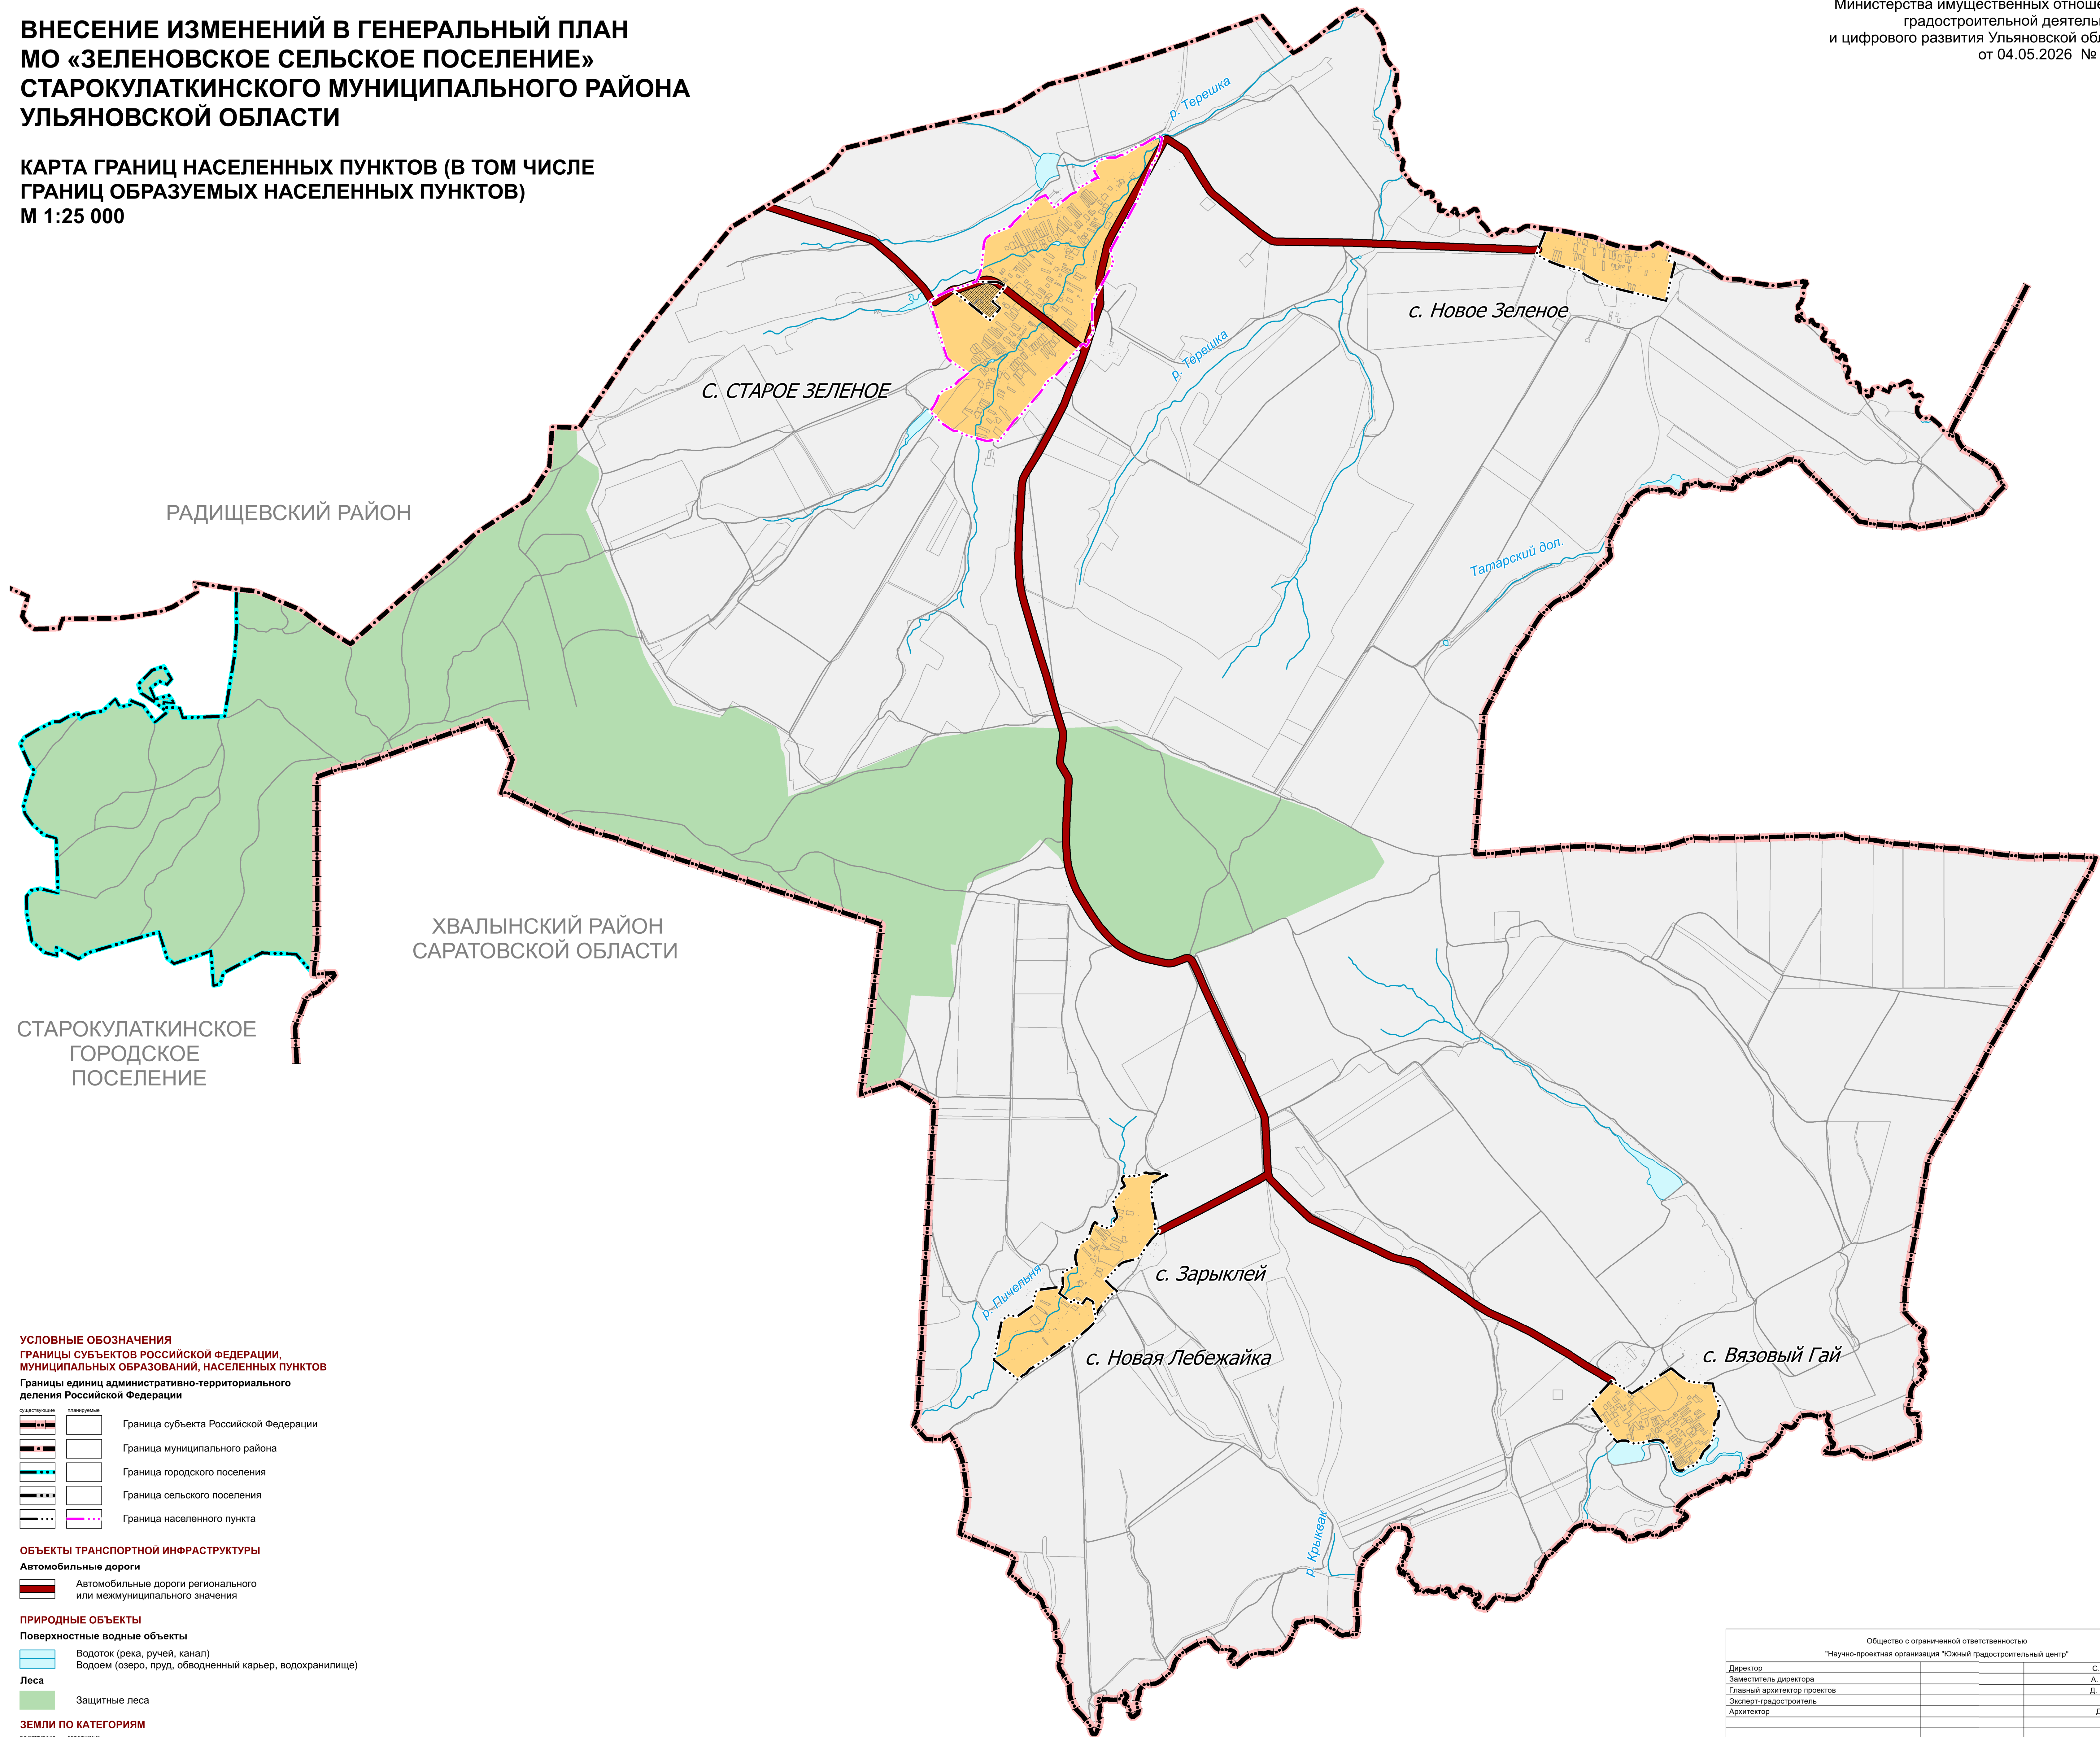 ВНЕСЕНИЕ ИЗМЕНЕНИЙ В ГЕНЕРАЛЬНЫЙ ПЛАН
МО «ЗЕЛЕНОВСКОЕ СЕЛЬСКОЕ ПОСЕЛЕНИЕ»
СТАРОКУЛАТКИНСКОГО МУНИЦИПАЛЬНОГО РАЙОНА
УЛЬЯНОВСКОЙ ОБЛАСТИ
КАРТА ГРАНИЦ НАСЕЛЕННЫХ ПУНКТОВ (В ТОМ ЧИСЛЕ
ГРАНИЦ ОБРАЗУЕМЫХ НАСЕЛЕННЫХ ПУНКТОВ)
М 1:25 000
Министерства имущественных отноше
градостроительной деятель
и цифрового развития Ульяновской обл
от 04.05.2026 №
р. Терешка
с. Новое Зеленое
р. Терешка
С. СТАРОЕ ЗЕЛЕНОЕ
РАДИЩЕВСКИЙ РАЙОН
Татарский дол.
ХВАЛЫНСКИЙ РАЙОН
САРАТОВСКОЙ ОБЛАСТИ
СТАРОКУЛАТКИНСКОЕ
ГОРОДСКОЕ
ПОСЕЛЕНИЕ
с. Зарыклей
р. Пичельня
с. Новая Лебежайка
с. Вязовый Гай
р. Крыквак
УСЛОВНЫЕ ОБОЗНАЧЕНИЯ
ГРАНИЦЫ СУБЪЕКТОВ РОССИЙСКОЙ ФЕДЕРАЦИИ,
МУНИЦИПАЛЬНЫХ ОБРАЗОВАНИЙ, НАСЕЛЕННЫХ ПУНКТОВ
Границы единиц административно-территориального
деления Российской Федерации
существующие планируемые
Граница субъекта Российской Федерации
Граница муниципального района
Граница городского поселения
Граница сельского поселения
Граница населенного пункта
ОБЪЕКТЫ ТРАНСПОРТНОЙ ИНФРАСТРУКТУРЫ
Автомобильные дороги
Автомобильные дороги регионального
или межмуниципального значения
ПРИРОДНЫЕ ОБЪЕКТЫ
Поверхностные водные объекты
Водоток (река, ручей, канал)
Водоем (озеро, пруд, обводненный карьер, водохранилище)
Леса
Защитные леса
ЗЕМЛИ ПО КАТЕГОРИЯМ
Общество с ограниченной ответственностью
"Научно-проектная организация "Южный градостроительный центр"
Директор С.
Заместитель директора А.
Главный архитектор проектов Д.
Эксперт-градостроитель
Архитектор